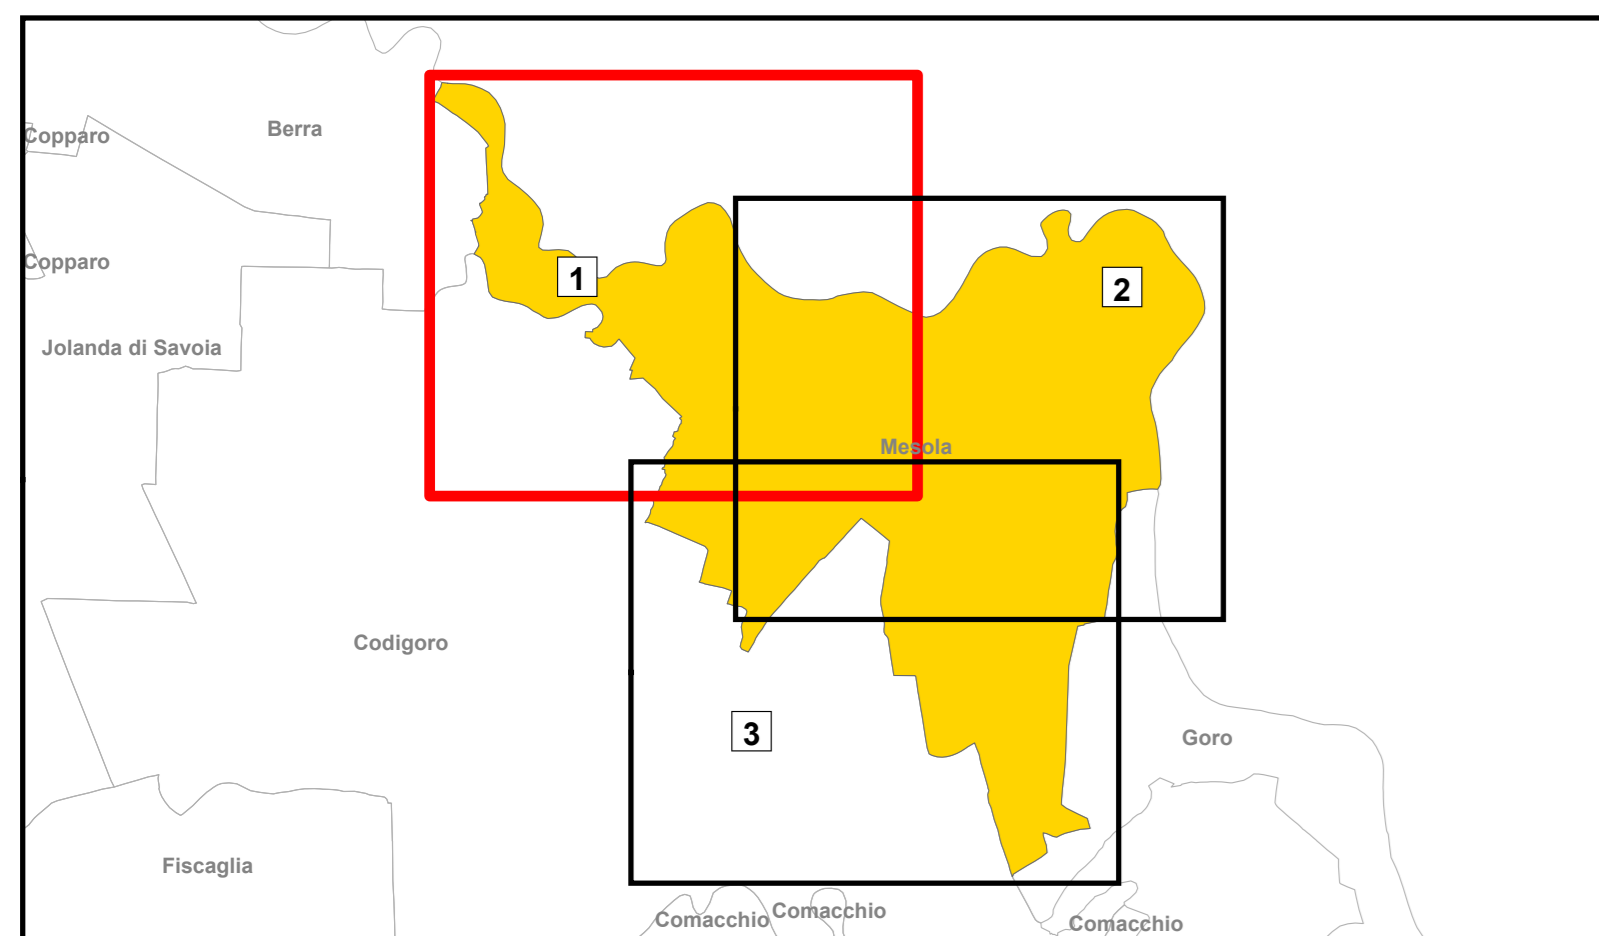 Berra
Copparo
Copparo
1
2
Jolanda di Savoia
Mesola
Codigoro
3
Goro
Fiscaglia
Comacchio
Comacchio
Comacchio